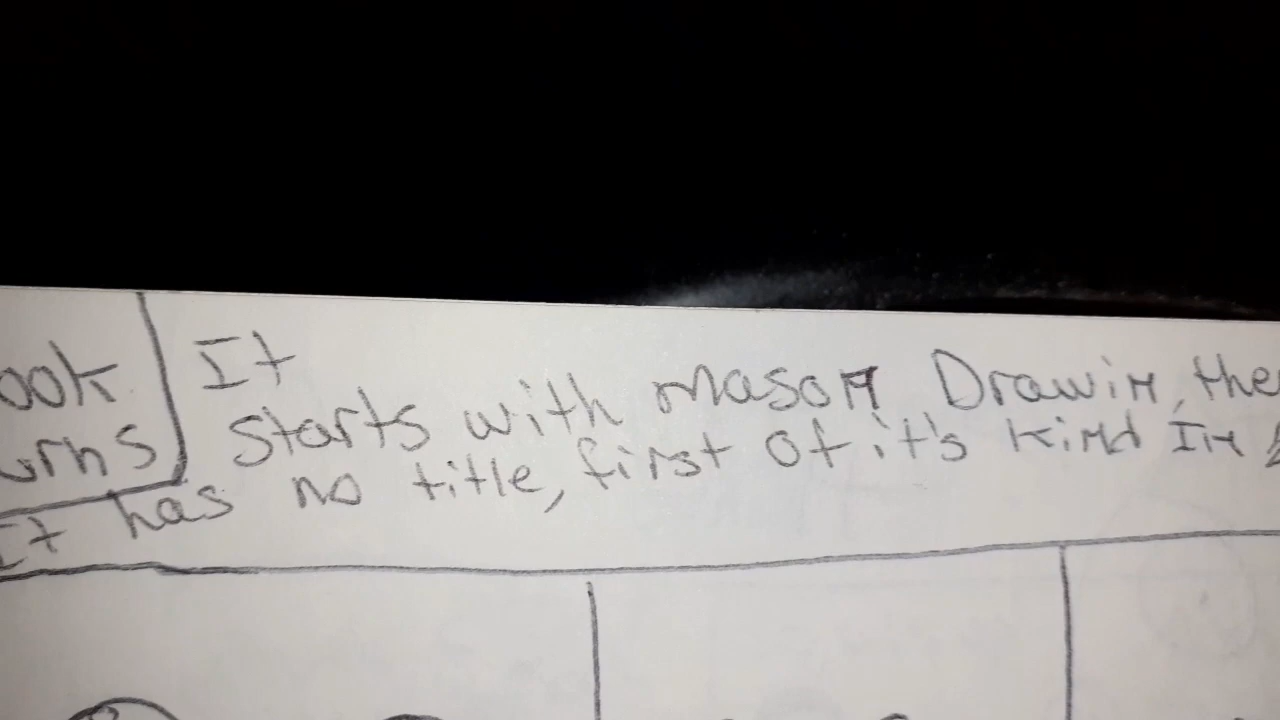 ook
urns
It
Starts with mason Drawin, the
It has no title, first of it's kind In